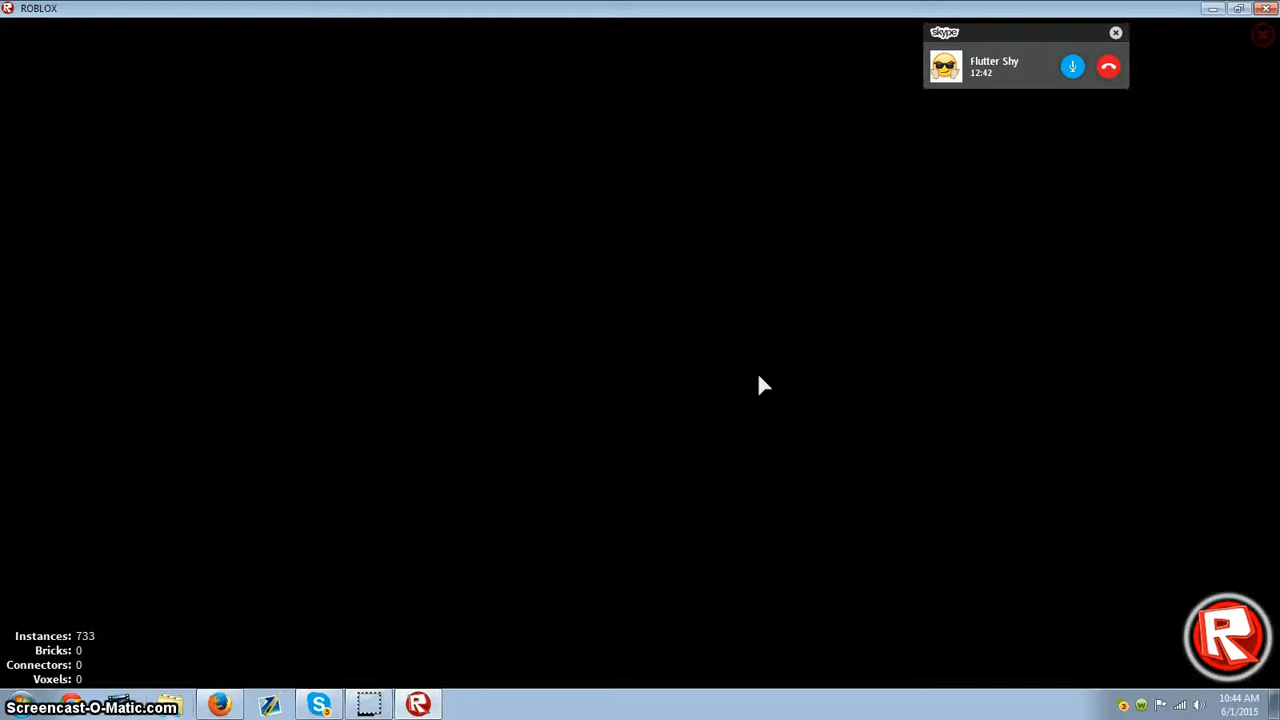 ROBLOX
skype
Flutter Shy
12:42
Instances: 733
Bricks: 0
Connectors: 0
Voxels: 0
Screencast-O-Matic.com
10:44 AM
6/1/2015